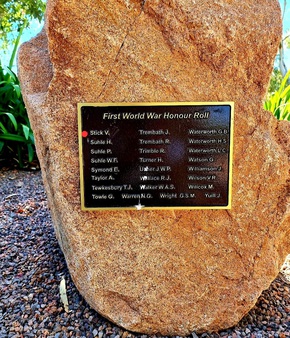 First World War Honour Roll
Stick V. Trembath J. Waterworth G.B
Suhle H. Trembath R. Waterworth H.S
Suhle P. Trimble R. Waterworth L.C
Suhle W.F. Turner H. Watson G
Symond E. Usher J.W.R. Williamson J.
Taylor A. Wallace R.J. Wilson V.R
Tewkesbury T.J. Walker W.A.S. Wilcox M.
Towle G. Warren N.G. Wright G.S.M. Yuill J.